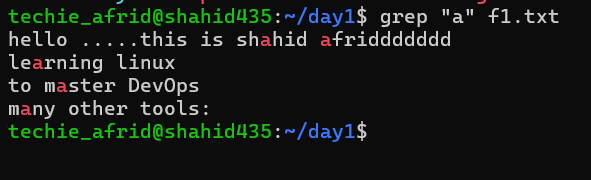 techie_afrid@shahid435:~/day1$ grep "a" f1.txt
hello .....this is shahid afridddddddd
learning linux
to master DevOps
many other tools:
techie_afrid@shahid435:~/day1$